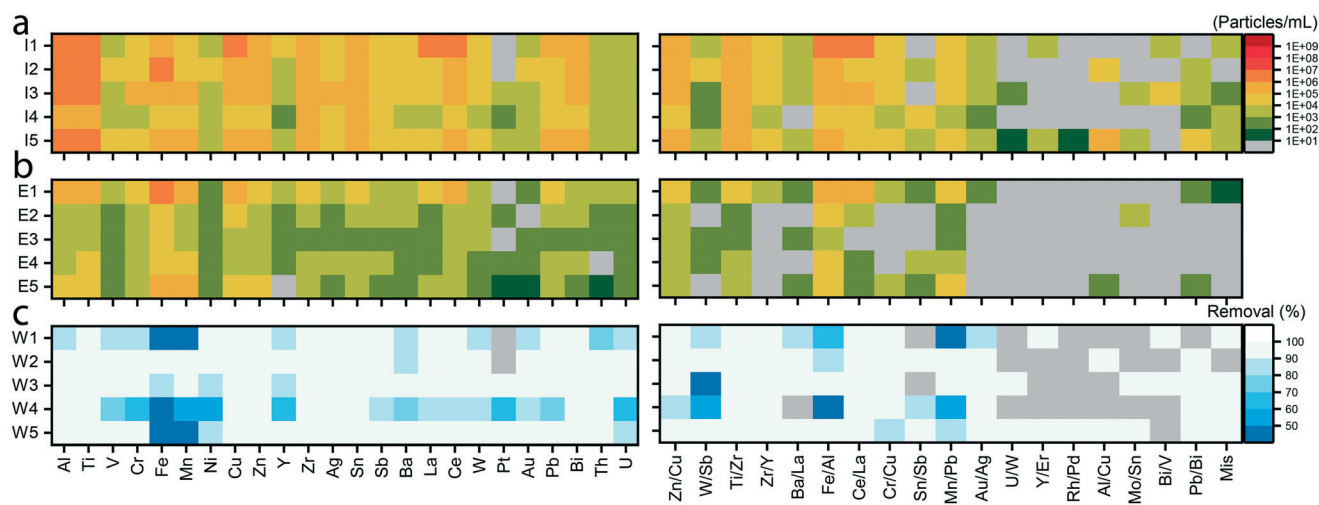 a
(Particles/mL)
I1
I2
I3
I4
I5
1E+09
1E+08
1E+07
1E+06
1E+05
1E+04
1E+03
1E+02
1E+01
b
E1
E2
E3
E4
E5
c
Removal (%)
W1
W2
W3
W4
W5
100
90
80
70
60
50
Al Ti V Cr Fe Mn Ni Cu Zn Y Zr Ag Sn Sb Ba La Ce W Pt Au Pb Bi Th U
Zn/Cu W/Sb Ti/Zr Zr/Y Ba/La Fe/Al Ce/La Cr/Cu Sn/Sb Mn/Pb Au/Ag U/W Y/Er Rh/Pd Al/Cu Mo/Sn Bi/V Pb/Bi Mis